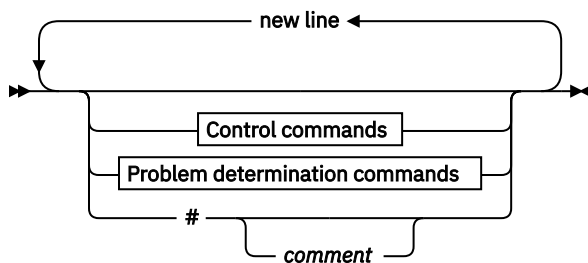 new line
Control commands
Problem determination commands
#
comment